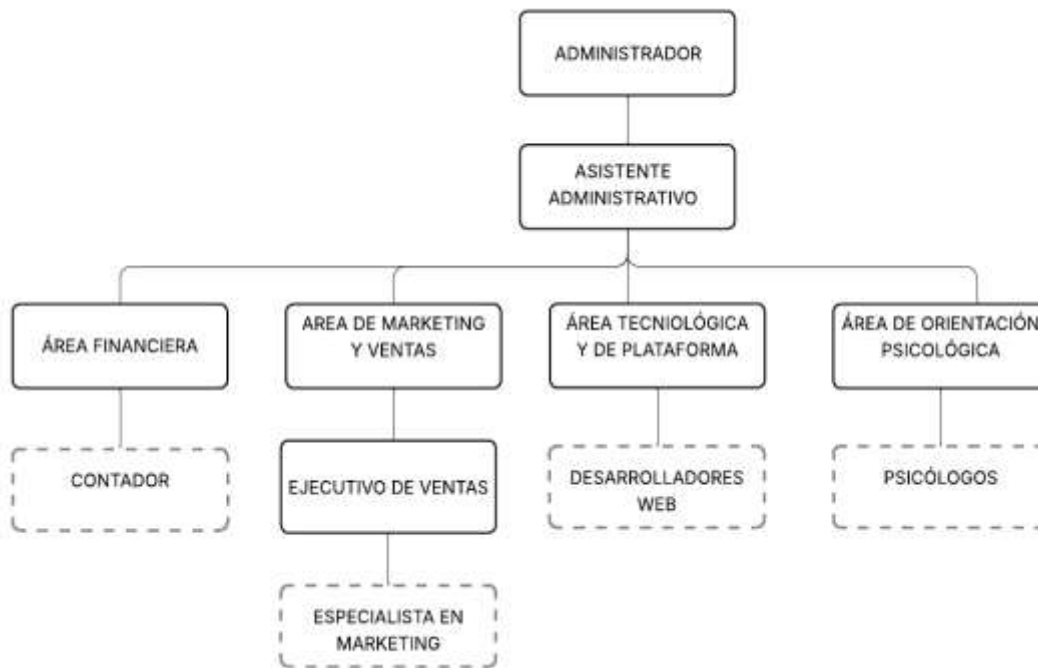 ADMINISTRADOR
ASISTENTE
ADMINISTRATIVO
ÁREA FINANCIERA
AREA DE MARKETING
Y VENTAS
ÁREA TECNIOLÓGICA
Y DE PLATAFORMA
ÁREA DE ORIENTACIÓN
PSICOLÓGICA
CONTADOR
EJECUTIVO DE VENTAS
DESARROLLADORES
WEB
PSICÓLOGOS
ESPECIALISTA EN
MARKETING